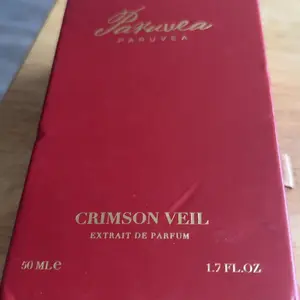 Paruvea
PARUVEA
CRIMSON VEIL
EXTRAIT DE PARFUM
50 ML℮
1.7 FL.OZ